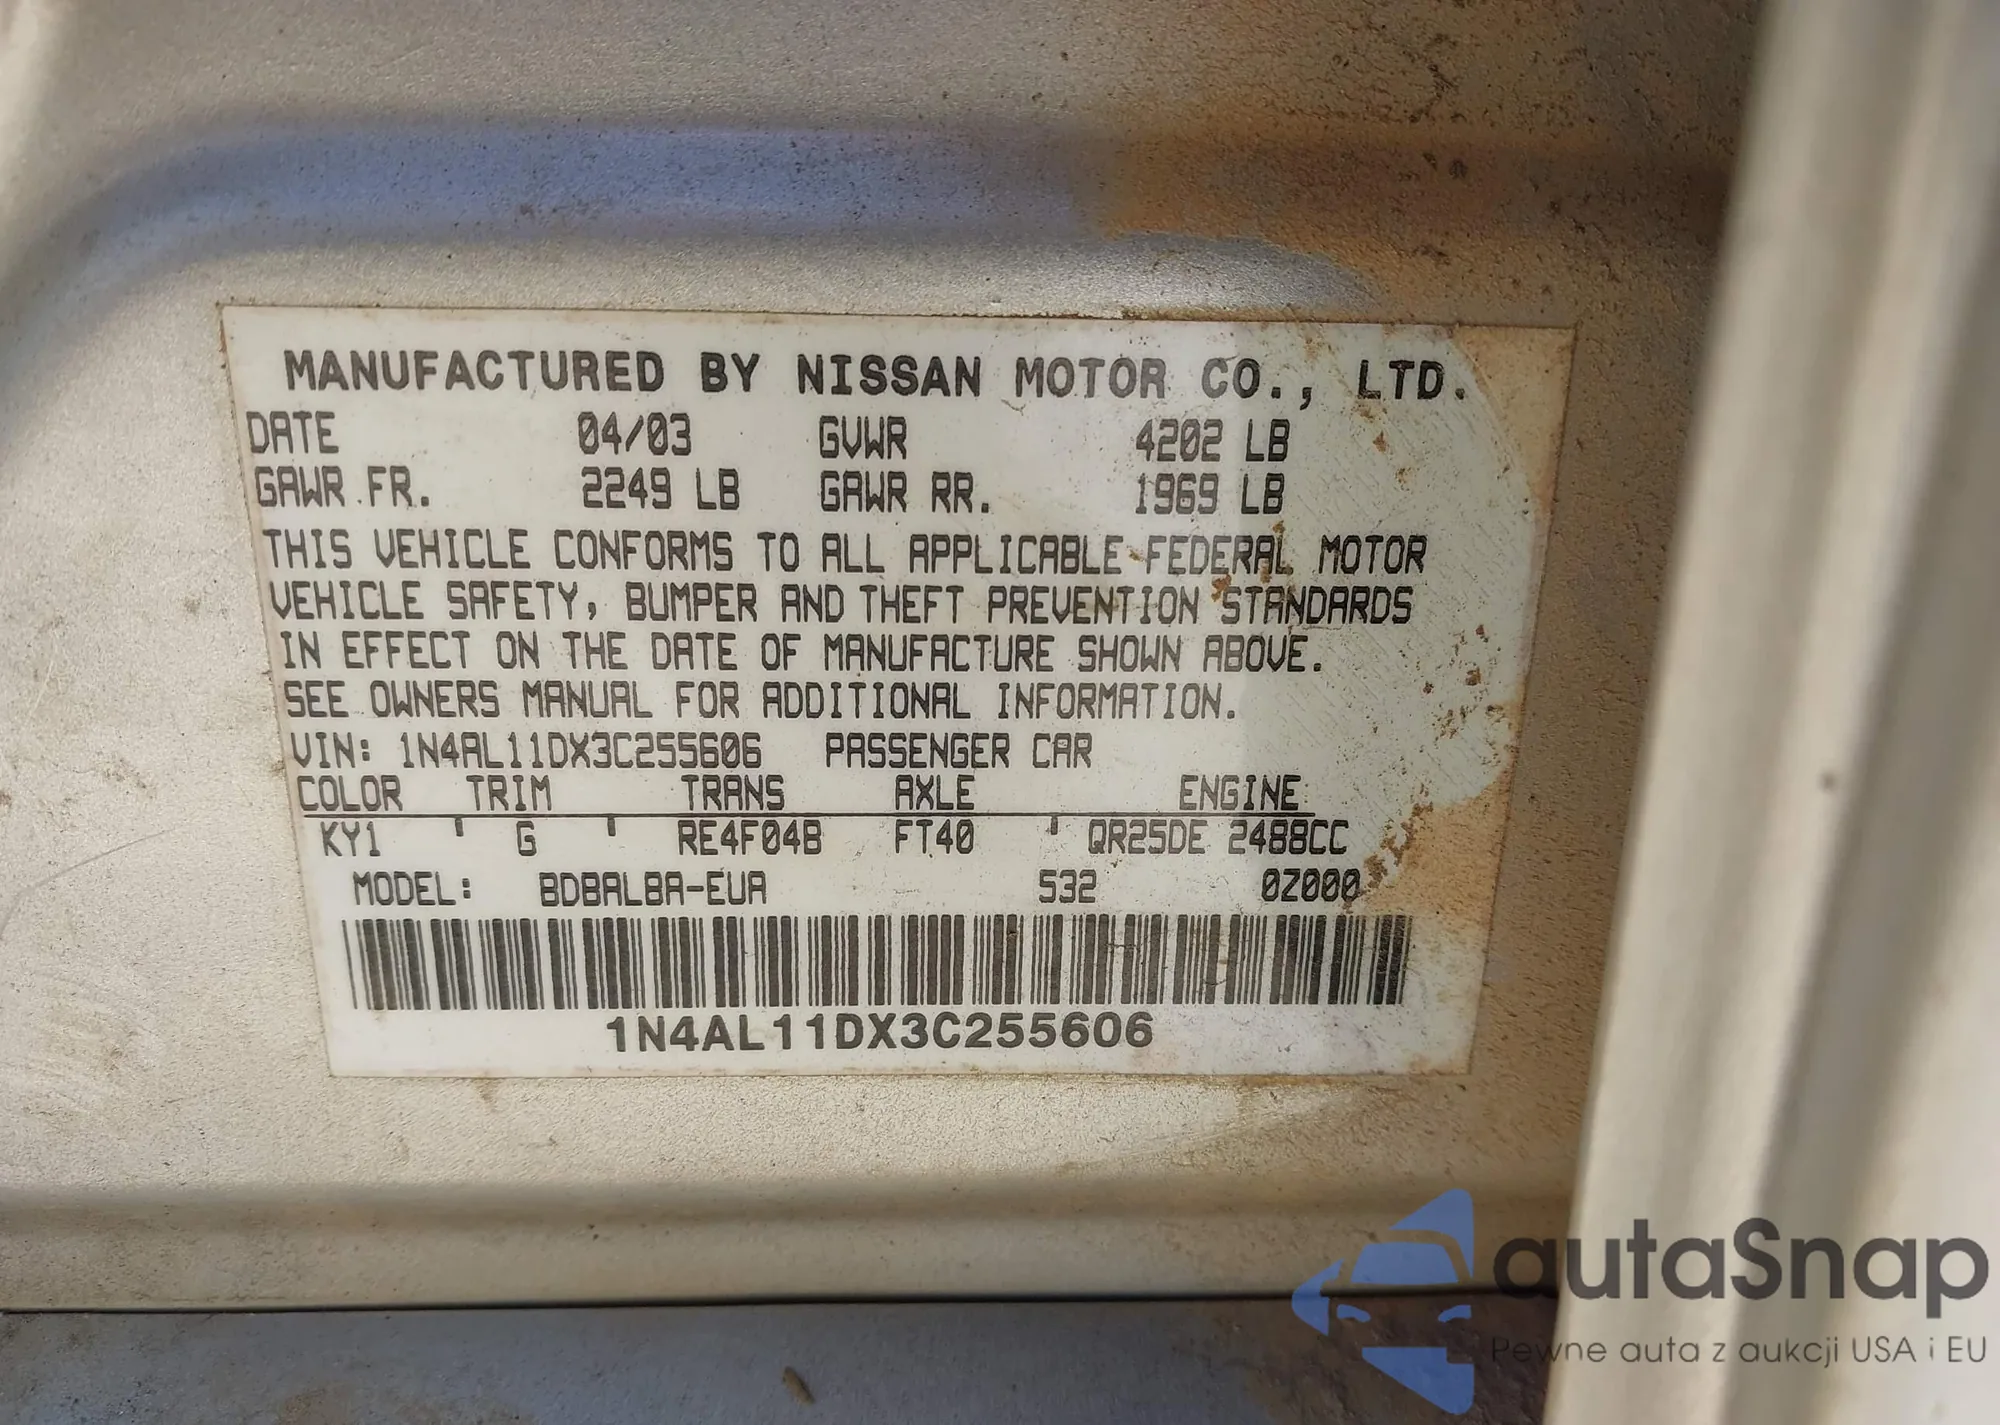 MANUFACTURED BY NISSAN MOTOR CO., LTD.
DATE 04/03 GVWR 4202 LB
GAWR FR. 2249 LB GAWR RR. 1969 LB
THIS VEHICLE CONFORMS TO ALL APPLICABLE FEDERAL MOTOR
VEHICLE SAFETY, BUMPER AND THEFT PREVENTION STANDARDS
IN EFFECT ON THE DATE OF MANUFACTURE SHOWN ABOVE.
SEE OWNERS MANUAL FOR ADDITIONAL INFORMATION.
VIN: 1N4AL11DX3C255606 PASSENGER CAR
COLOR TRIM TRANS AXLE ENGINE
KY1 ' G ' RE4F04B FT40 ' QR25DE 2488CC
MODEL: BDBALBA-EUA 532 0Z000
1N4AL11DX3C255606
autaSnap
Pewne auta z aukcji USA i EU